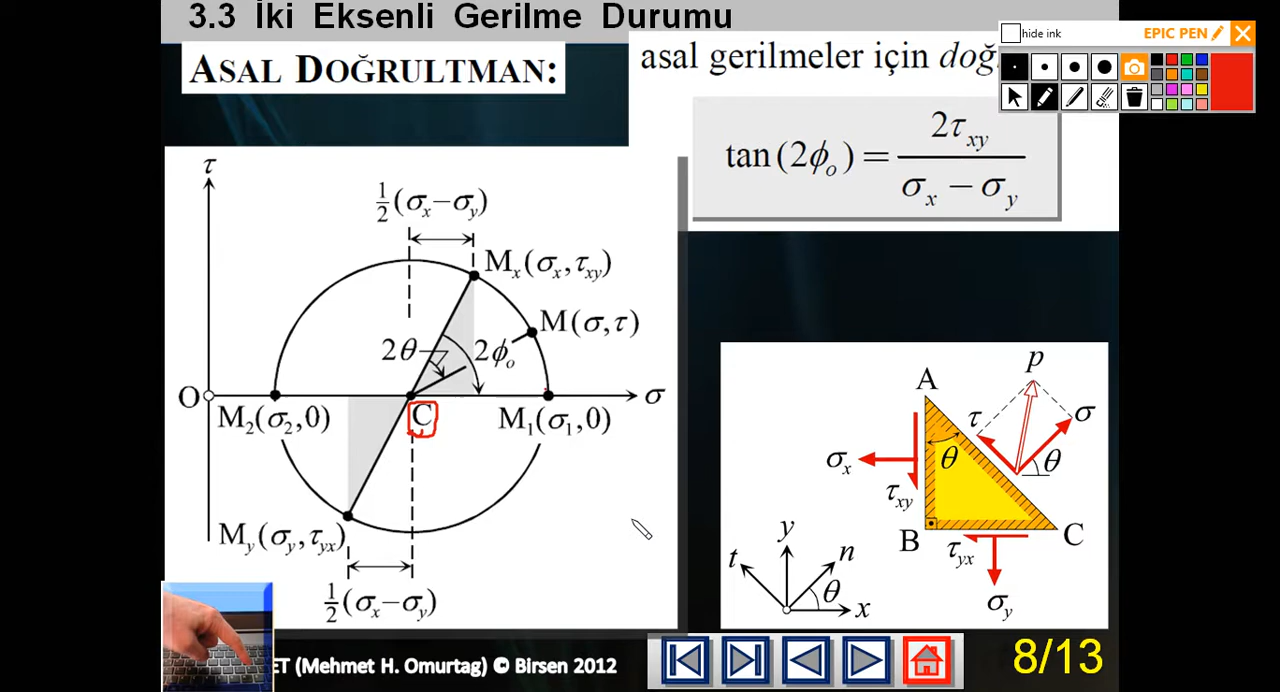 3.3 İki Eksenli Gerilme Durumu
hide ink
EPIC PEN
ASAL DOĞRULTMAN:
asal gerilmeler için doğ
tan(2ϕₒ) = 2τxy / (σx − σy)
τ
½(σx−σy)
Mx(σx,τxy)
M(σ,τ)
2θ
2ϕₒ
O
σ
M₂(σ₂,0)
C
M₁(σ₁,0)
My(σy,τyx)
½(σx−σy)
p
A
τ
σ
θ
θ
σx
τxy
B
C
τyx
σy
y
t
n
θ
x
ET (Mehmet H. Omurtag) © Birsen 2012
8/13